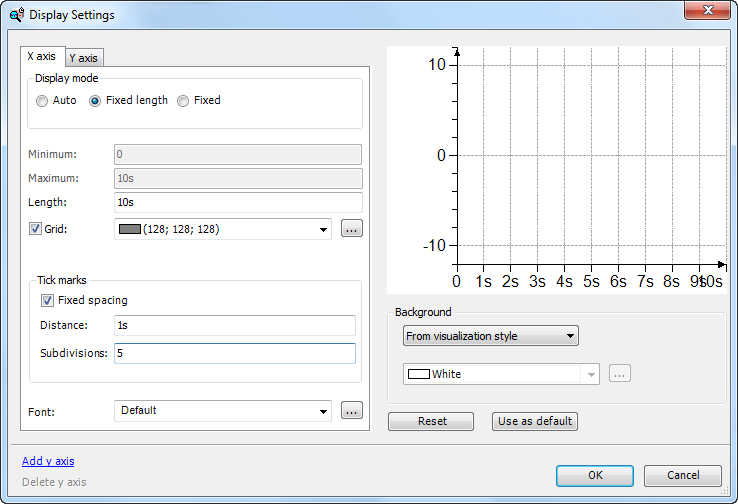 Display Settings
X axis
Y axis
Display mode
Auto
Fixed length
Fixed
Minimum:
0
Maximum:
10s
Length:
10s
Grid:
(128; 128; 128)
...
Tick marks
Fixed spacing
Distance:
1s
Subdivisions:
5
Font:
Default
...
10
0
-10
0 1s 2s 3s 4s 5s 6s 7s 8s 9s 10s
Background
From visualization style
White
...
Reset
Use as default
Add y axis
Delete y axis
OK
Cancel